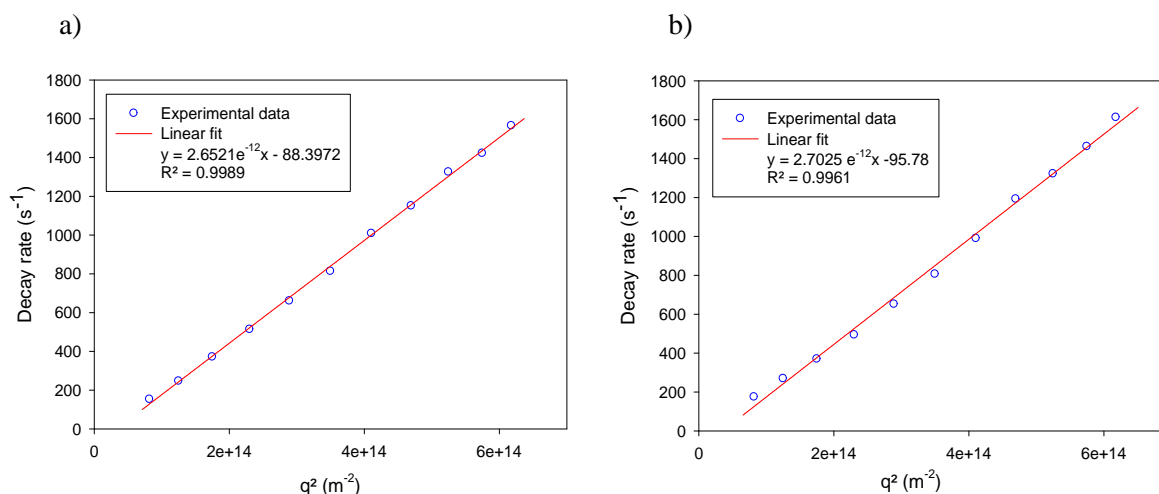 a)
1800
1600
1400
1200
1000
800
600
400
200
0
Decay rate (s⁻¹)
Experimental data
Linear fit
y = 2.6521e⁻¹²x - 88.3972
R² = 0.9989
0 2e+14 4e+14 6e+14
q² (m⁻²)
b)
1800
1600
1400
1200
1000
800
600
400
200
0
Decay rate (s⁻¹)
Experimental data
Linear fit
y = 2.7025 e⁻¹²x -95.78
R² = 0.9961
0 2e+14 4e+14 6e+14
q² (m⁻²)